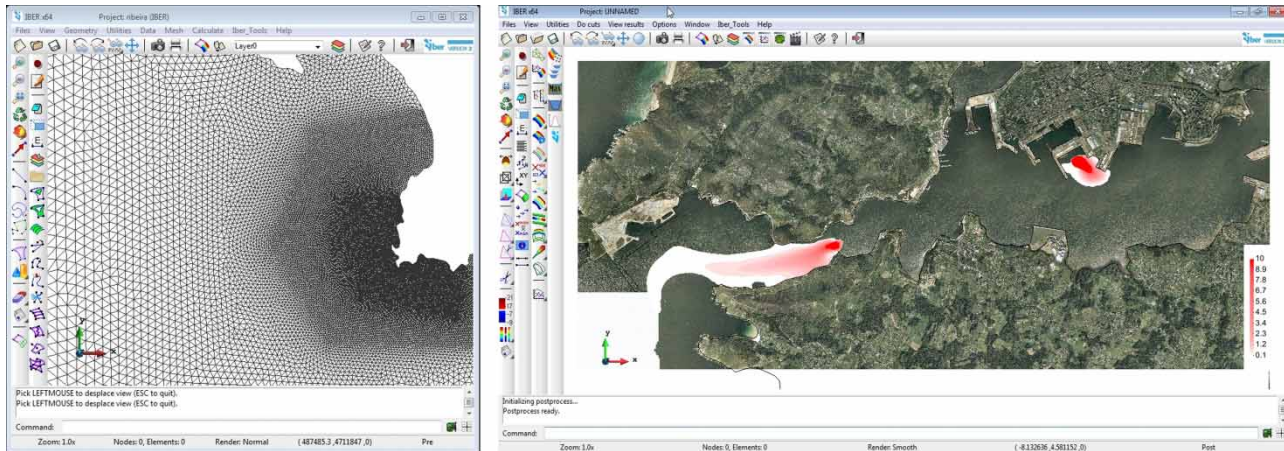 IBER x64 Project: ribeira (IBER)
Files View Geometry Utilities Data Mesh Calculate Iber_Tools Help
Layer0
Iber
y
x
Pick LEFTMOUSE to desplace view (ESC to quit).
Pick LEFTMOUSE to desplace view (ESC to quit).
Command:
Zoom: 1.0x Nodes: 0, Elements: 0 Render: Normal ( 487485.3 ,4711847 ,0) Pre
IBER x64 Project: UNNAMED
Files View Utilities Do cuts View results Options Window Iber_Tools Help
Iber
10
8.9
7.8
6.7
5.6
4.5
3.4
2.3
1.2
0.1
y
x
Initializing postprocess...
Postprocess ready.
Command:
Zoom: 1.0x Nodes: 0, Elements: 0 Render: Smooth ( -8.132636 ,4.581152 ,0) Post